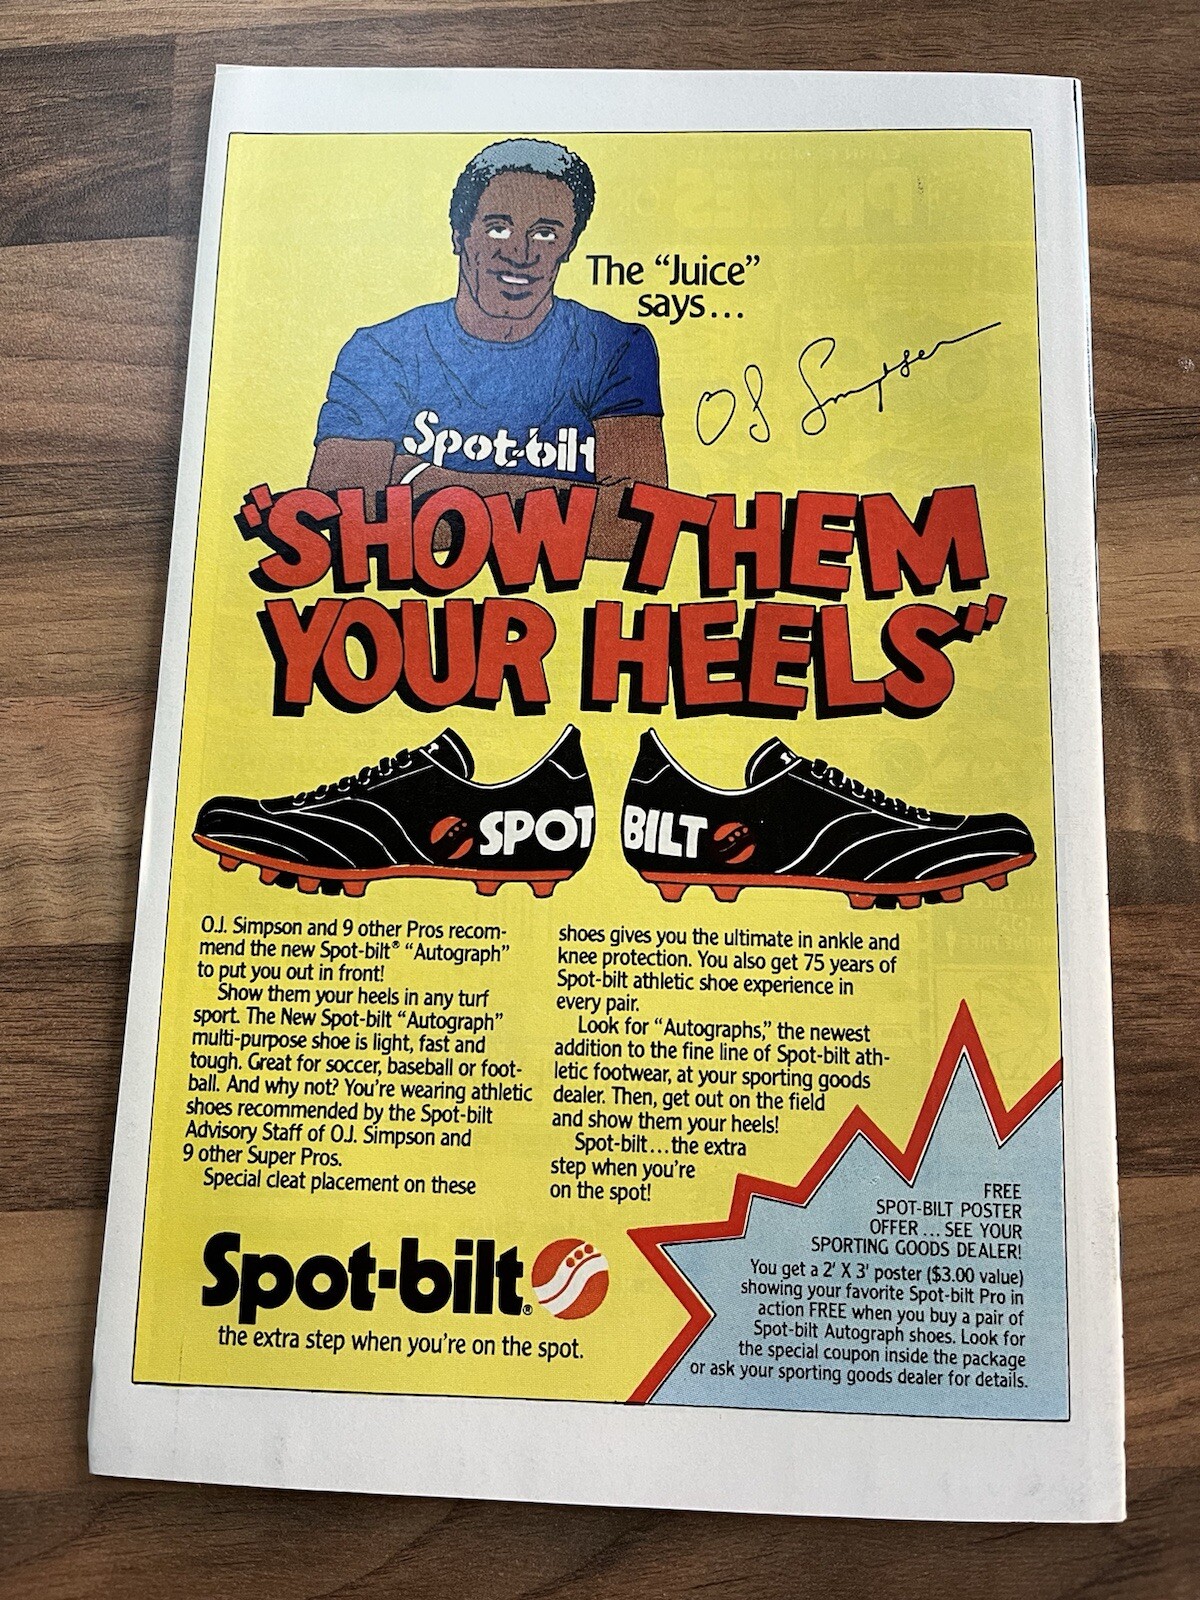 The “Juice”
says...
OJ Simpson
Spot-bilt
“SHOW THEM
YOUR HEELS”
SPOT BILT
O.J. Simpson and 9 other Pros recom-
mend the new Spot-bilt® “Autograph”
to put you out in front!
Show them your heels in any turf
sport. The New Spot-bilt “Autograph”
multi-purpose shoe is light, fast and
tough. Great for soccer, baseball or foot-
ball. And why not? You're wearing athletic
shoes recommended by the Spot-bilt
Advisory Staff of O.J. Simpson and
9 other Super Pros.
Special cleat placement on these
shoes gives you the ultimate in ankle and
knee protection. You also get 75 years of
Spot-bilt athletic shoe experience in
every pair.
Look for “Autographs,” the newest
addition to the fine line of Spot-bilt ath-
letic footwear, at your sporting goods
dealer. Then, get out on the field
and show them your heels!
Spot-bilt...the extra
step when you're
on the spot!
Spot-bilt®
the extra step when you're on the spot.
FREE
SPOT-BILT POSTER
OFFER ... SEE YOUR
SPORTING GOODS DEALER!
You get a 2' X 3' poster ($3.00 value)
showing your favorite Spot-bilt Pro in
action FREE when you buy a pair of
Spot-bilt Autograph shoes. Look for
the special coupon inside the package
or ask your sporting goods dealer for details.